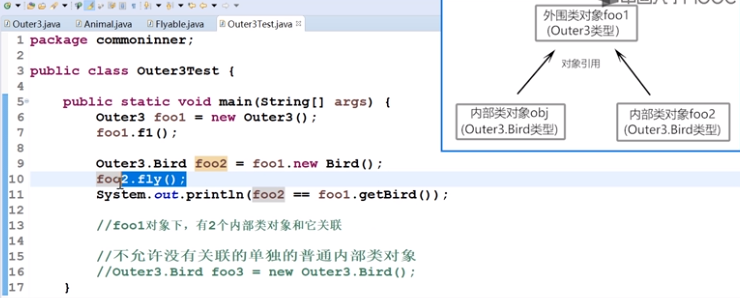 Outer3.java
Animal.java
Flyable.java
Outer3Test.java
1 package commoninner;
2
3 public class Outer3Test {
4
5 public static void main(String[] args) {
6 Outer3 foo1 = new Outer3();
7 foo1.f1();
8
9 Outer3.Bird foo2 = foo1.new Bird();
10 foo2.fly();
11 System.out.println(foo2 == foo1.getBird());
12
13 //foo1对象下，有2个内部类对象和它关联
14
15 //不允许没有关联的单独的普通内部类对象
16 //Outer3.Bird foo3 = new Outer3.Bird();
17 }
外围类对象foo1
(Outer3类型)
对象引用
内部类对象obj
(Outer3.Bird类型)
内部类对象foo2
(Outer3.Bird类型)